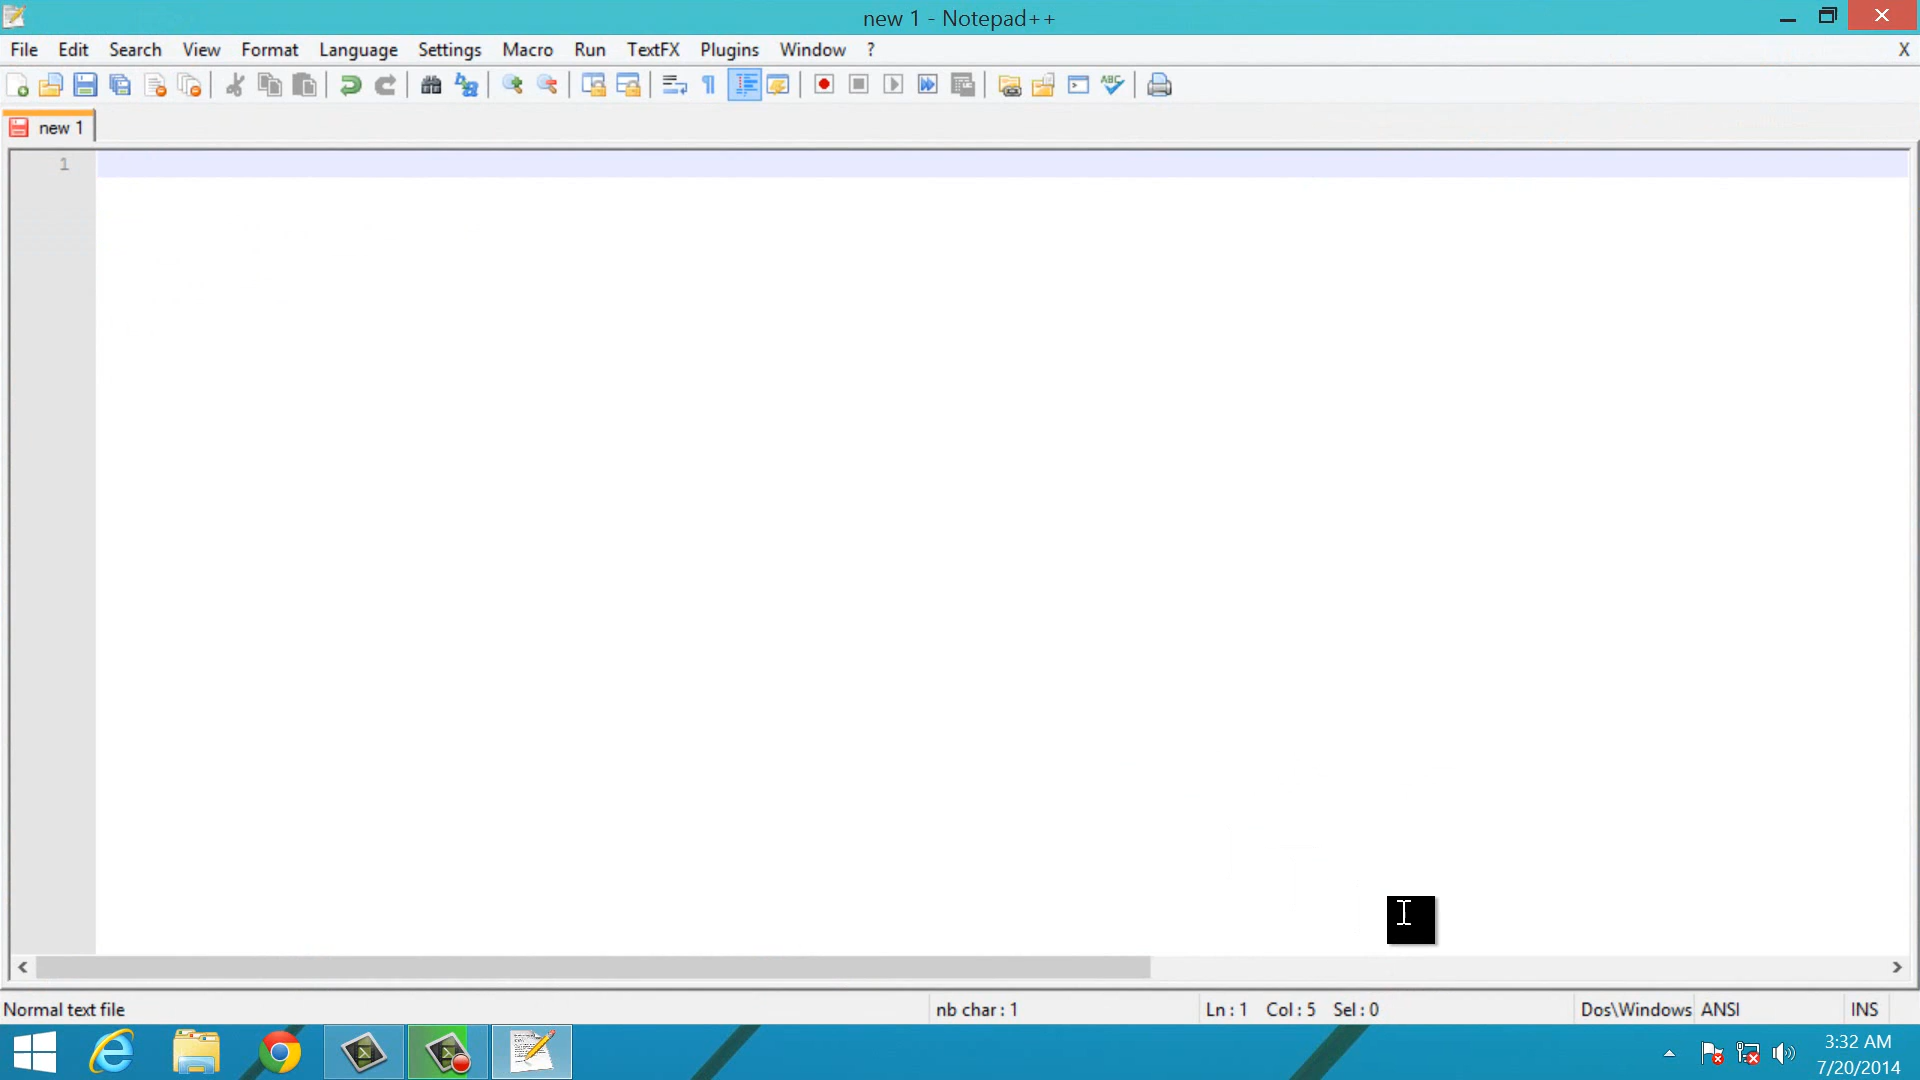 new 1 - Notepad++
File Edit Search View Format Language Settings Macro Run TextFX Plugins Window ? X
ABC
new 1
1
Normal text file nb char : 1 Ln : 1 Col : 5 Sel : 0 Dos\Windows ANSI INS
3:32 AM
7/20/2014